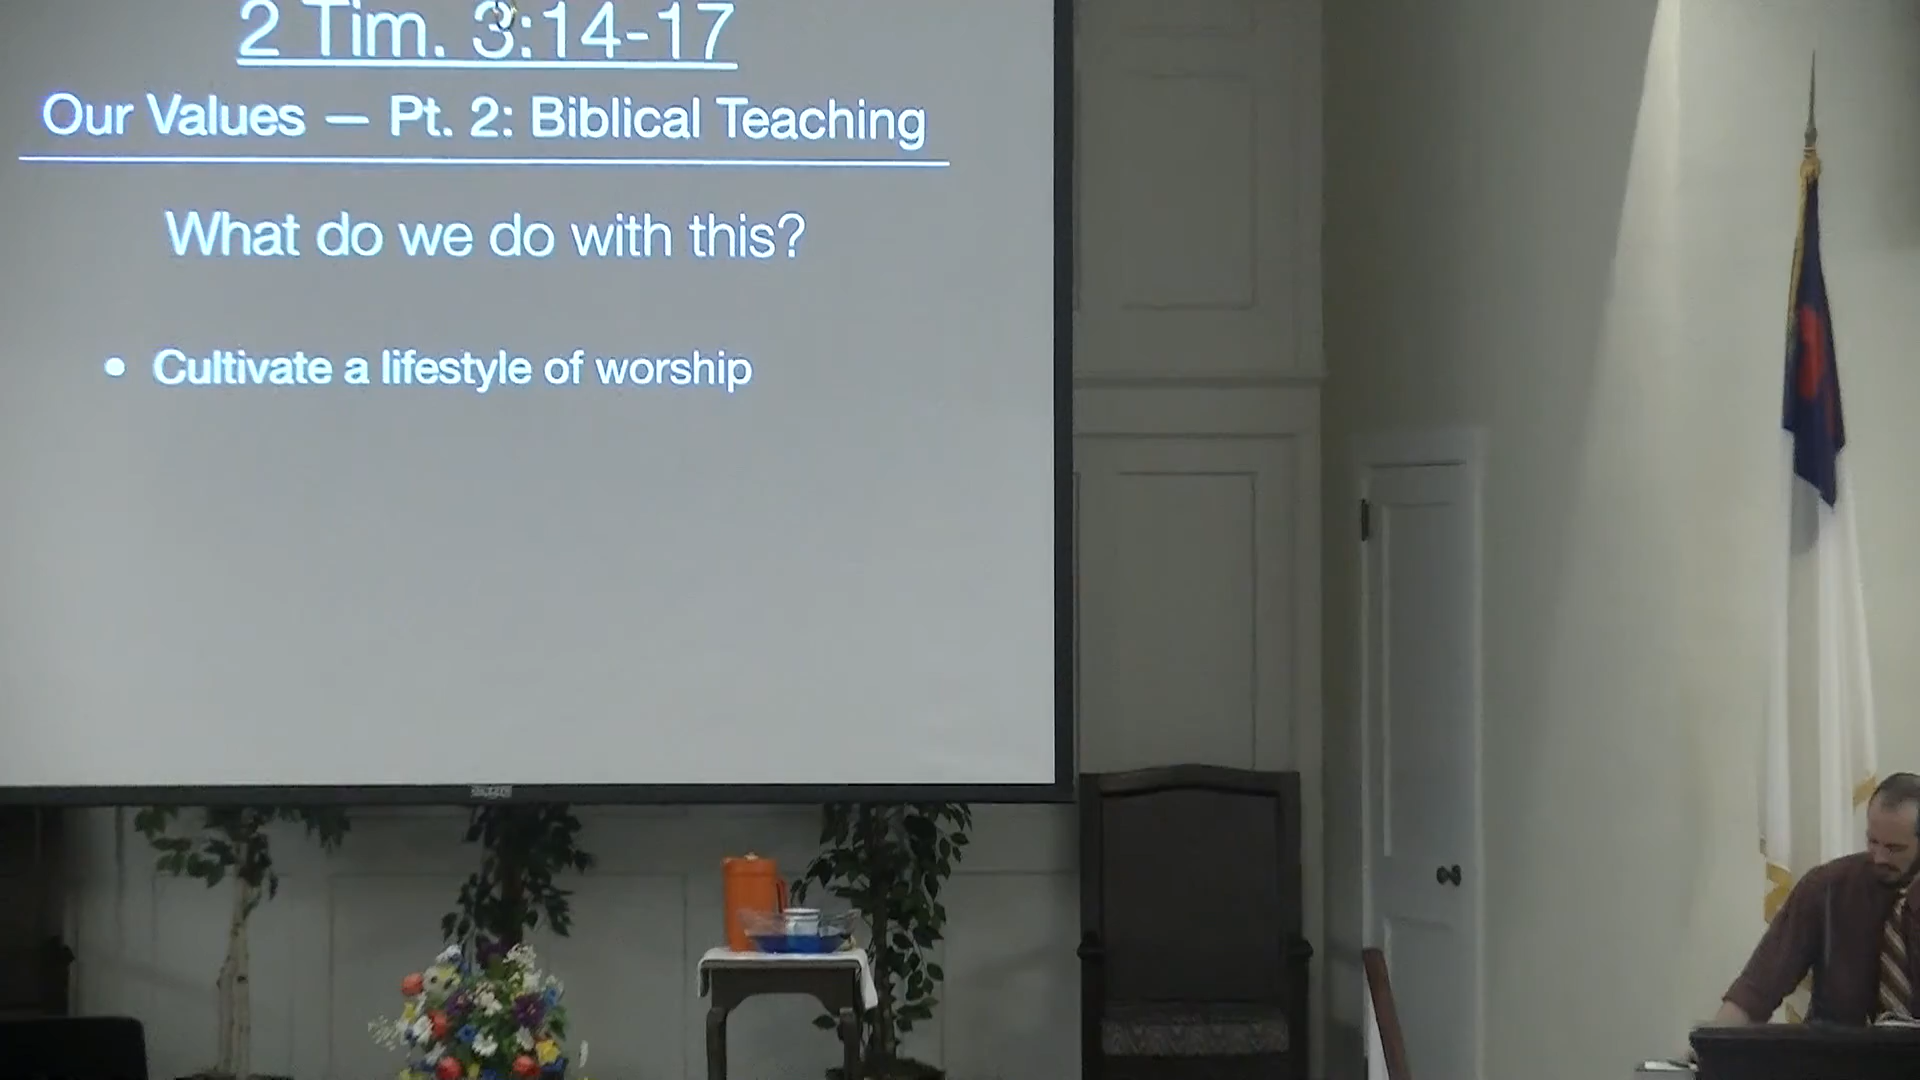 2 Tim. 3:14-17
Our Values — Pt. 2: Biblical Teaching
What do we do with this?
• Cultivate a lifestyle of worship